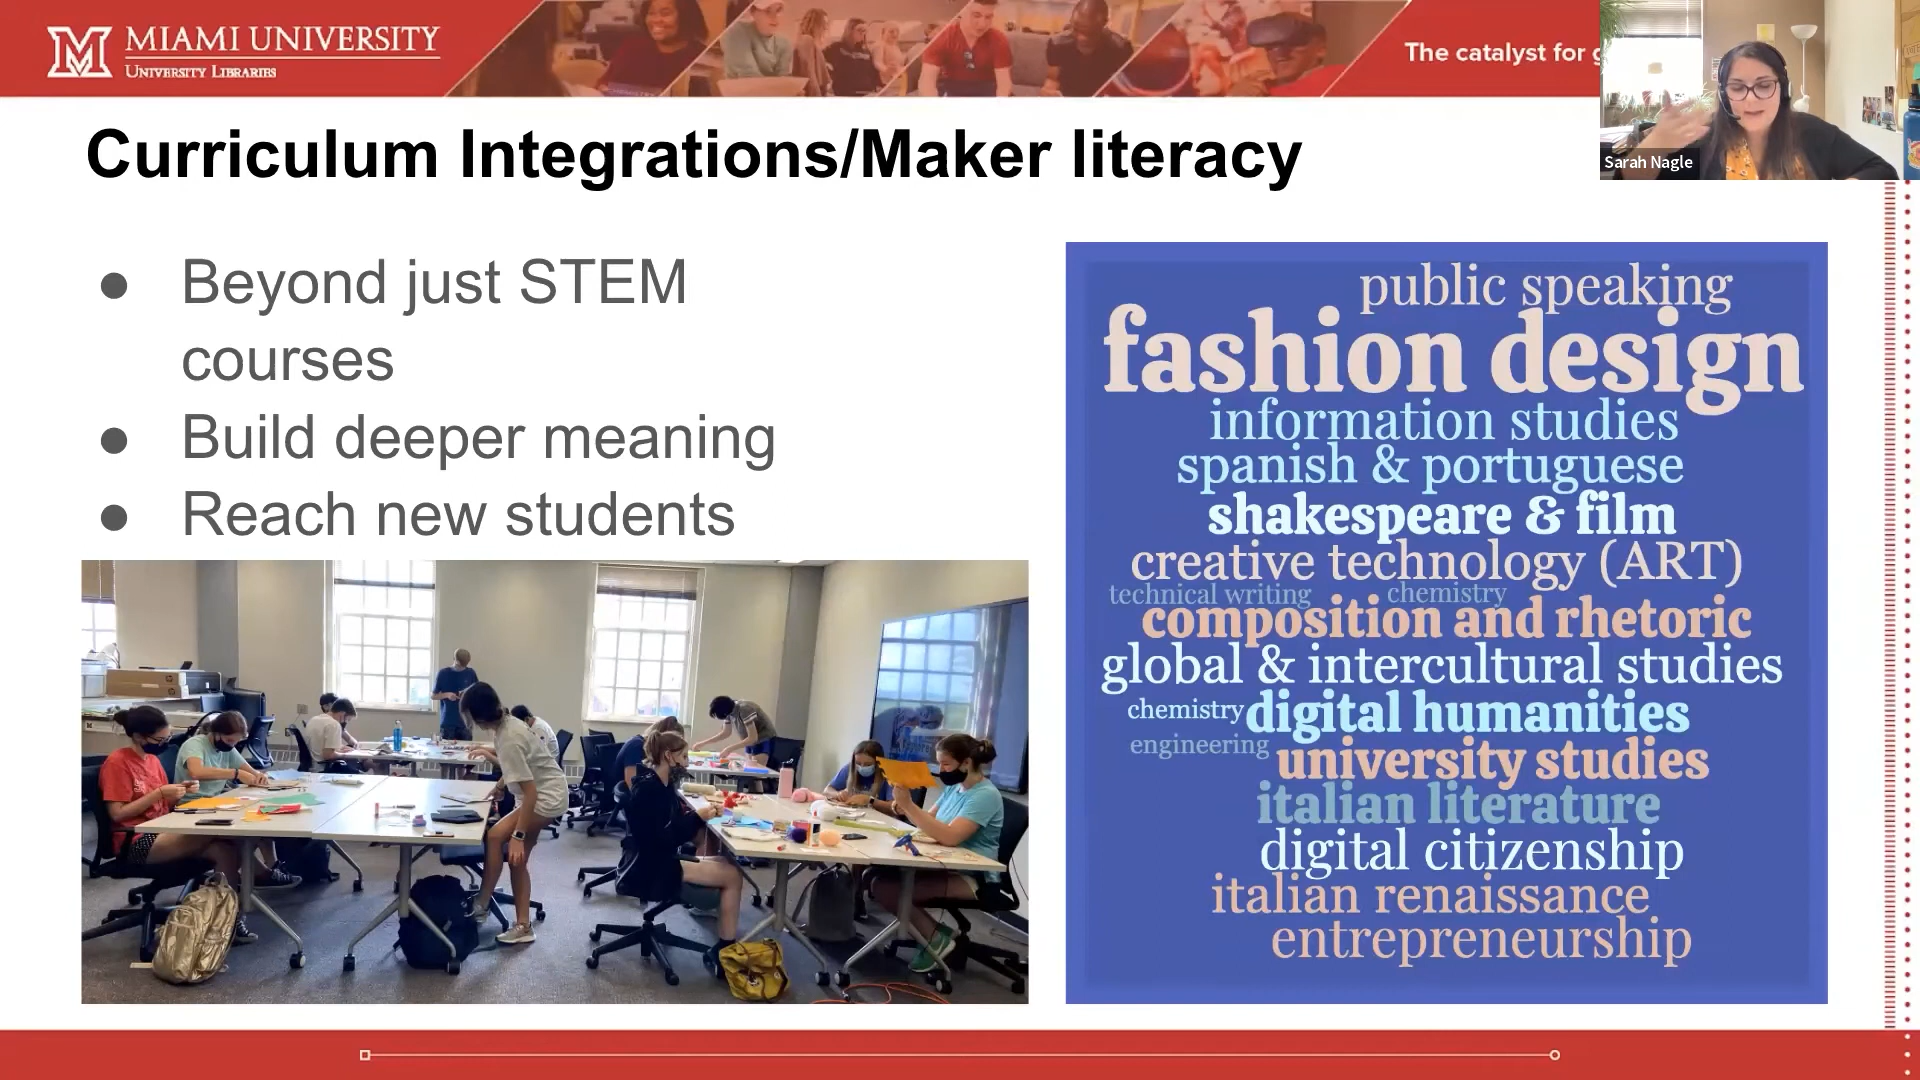 MIAMI UNIVERSITY
UNIVERSITY LIBRARIES
The catalyst for
Sarah Nagle
Curriculum Integrations/Maker literacy
● Beyond just STEM
courses
● Build deeper meaning
● Reach new students
public speaking
fashion design
information studies
spanish & portuguese
shakespeare & film
creative technology (ART)
technical writing chemistry
composition and rhetoric
global & intercultural studies
chemistry digital humanities
engineering university studies
italian literature
digital citizenship
italian renaissance
entrepreneurship